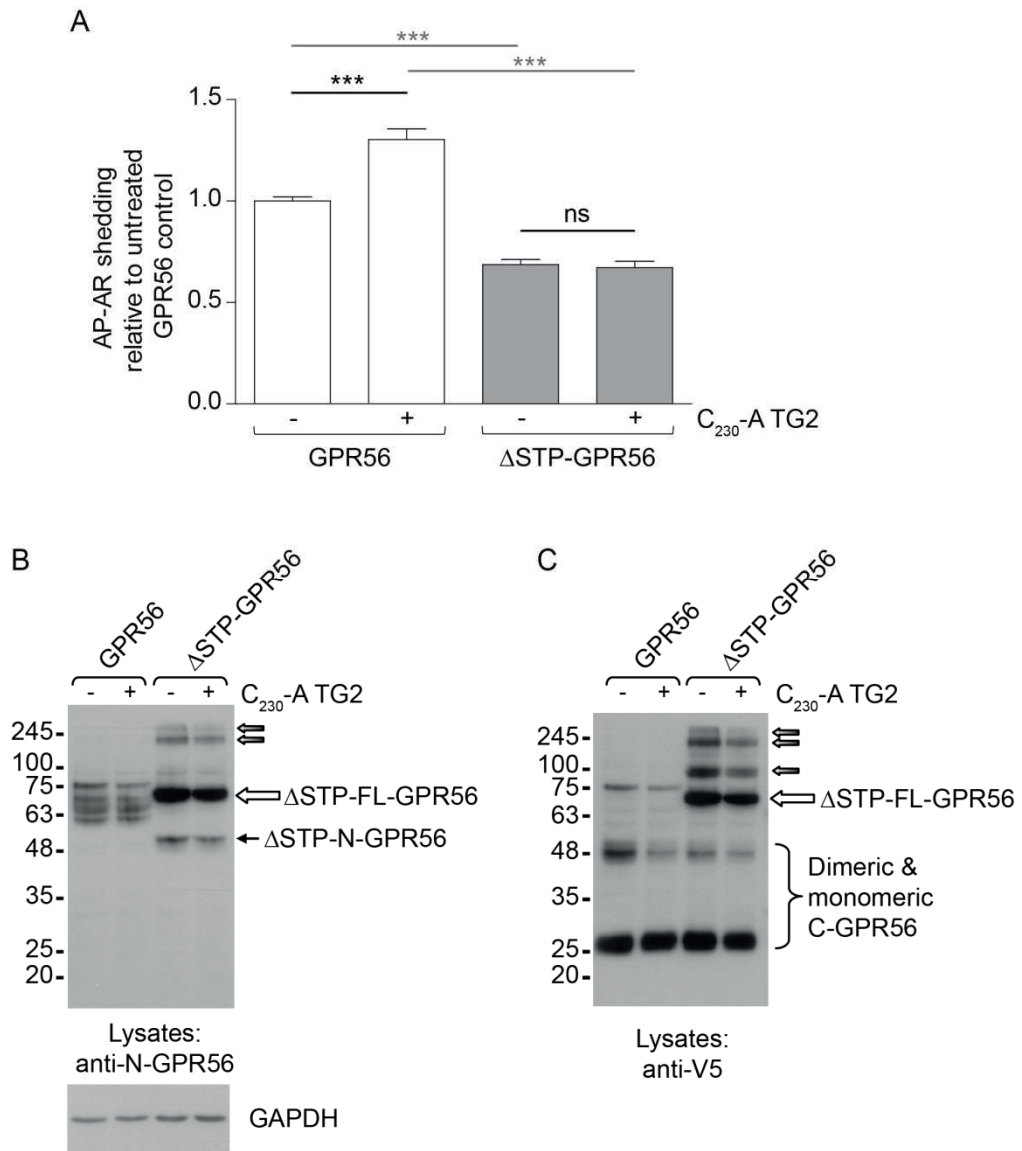 A
***
***
***
1.5
1.0
0.5
0.0
AP-AR shedding
relative to untreated
GPR56 control
ns
- + - + C₂₃₀-A TG2
GPR56 ΔSTP-GPR56
B
GPR56 ΔSTP-GPR56
- + - + C₂₃₀-A TG2
245
100
75
63
48
35
25
20
ΔSTP-FL-GPR56
ΔSTP-N-GPR56
Lysates:
anti-N-GPR56
GAPDH
C
GPR56 ΔSTP-GPR56
- + - + C₂₃₀-A TG2
245
100
75
63
48
35
25
20
ΔSTP-FL-GPR56
Dimeric &
monomeric
C-GPR56
Lysates:
anti-V5